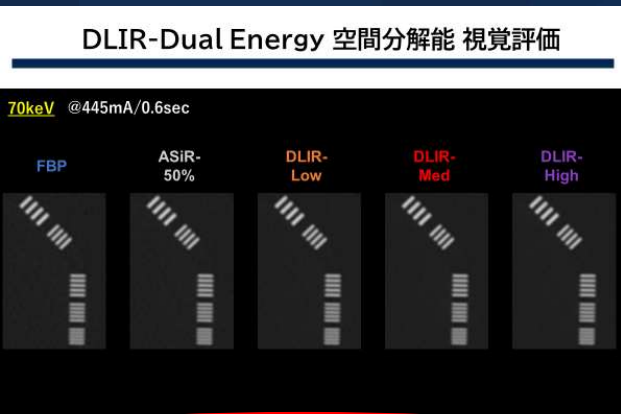 DLIR-Dual Energy 空間分解能 視覚評価
70keV @445mA/0.6sec
FBP
ASiR-
50%
DLIR-
Low
DLIR-
Med
DLIR-
High